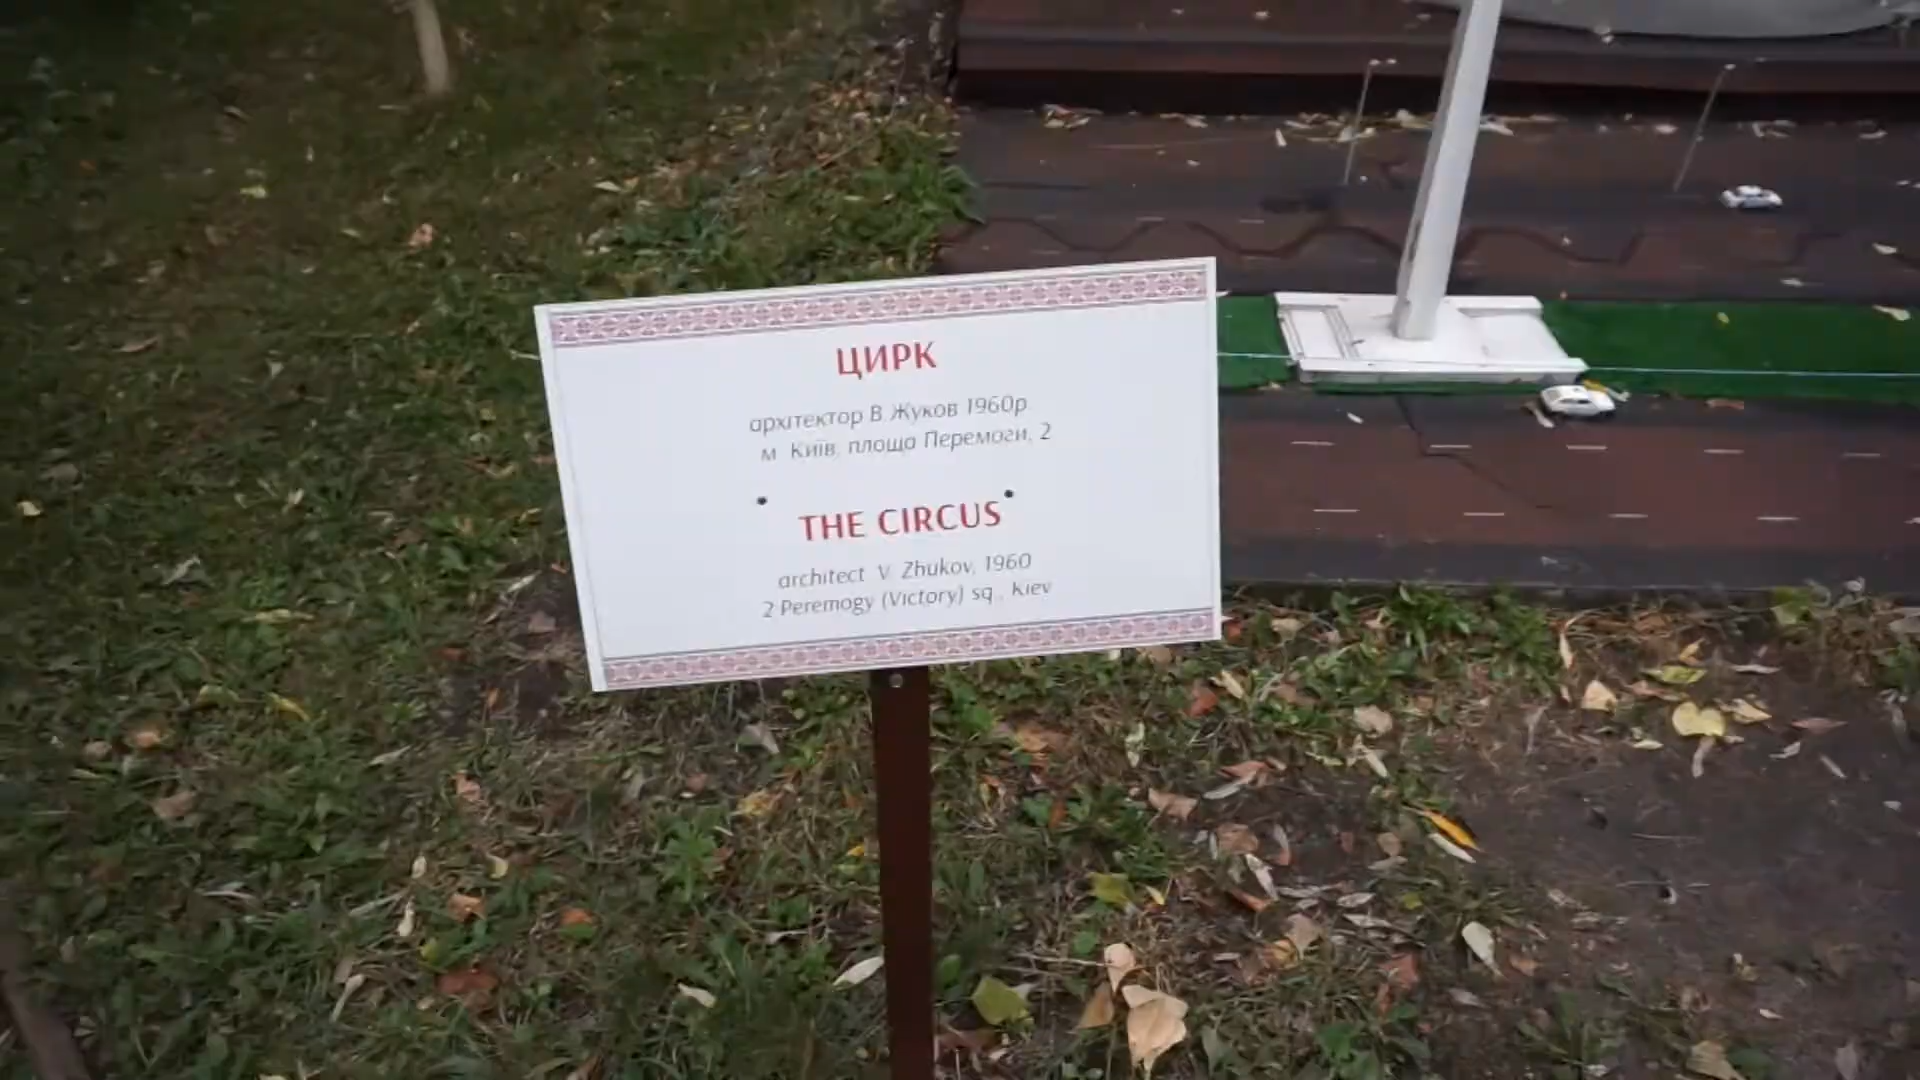 ЦИРК
архітектор В. Жуков 1960р
м. Київ, площа Перемоги, 2
THE CIRCUS
architect V. Zhukov, 1960
2 Peremogy (Victory) sq., Kiev